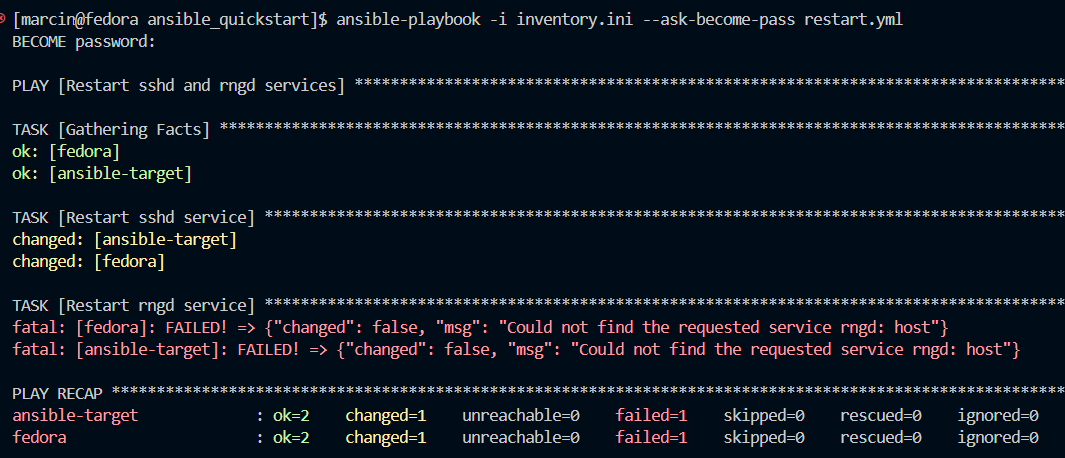 [marcin@fedora ansible_quickstart]$ ansible-playbook -i inventory.ini --ask-become-pass restart.yml
BECOME password:
PLAY [Restart sshd and rngd services] *******************************************************************************
TASK [Gathering Facts] **********************************************************************************************
ok: [fedora]
ok: [ansible-target]
TASK [Restart sshd service] *****************************************************************************************
changed: [ansible-target]
changed: [fedora]
TASK [Restart rngd service] *****************************************************************************************
fatal: [fedora]: FAILED! => {"changed": false, "msg": "Could not find the requested service rngd: host"}
fatal: [ansible-target]: FAILED! => {"changed": false, "msg": "Could not find the requested service rngd: host"}
PLAY RECAP **********************************************************************************************************
ansible-target : ok=2 changed=1 unreachable=0 failed=1 skipped=0 rescued=0 ignored=0
fedora : ok=2 changed=1 unreachable=0 failed=1 skipped=0 rescued=0 ignored=0